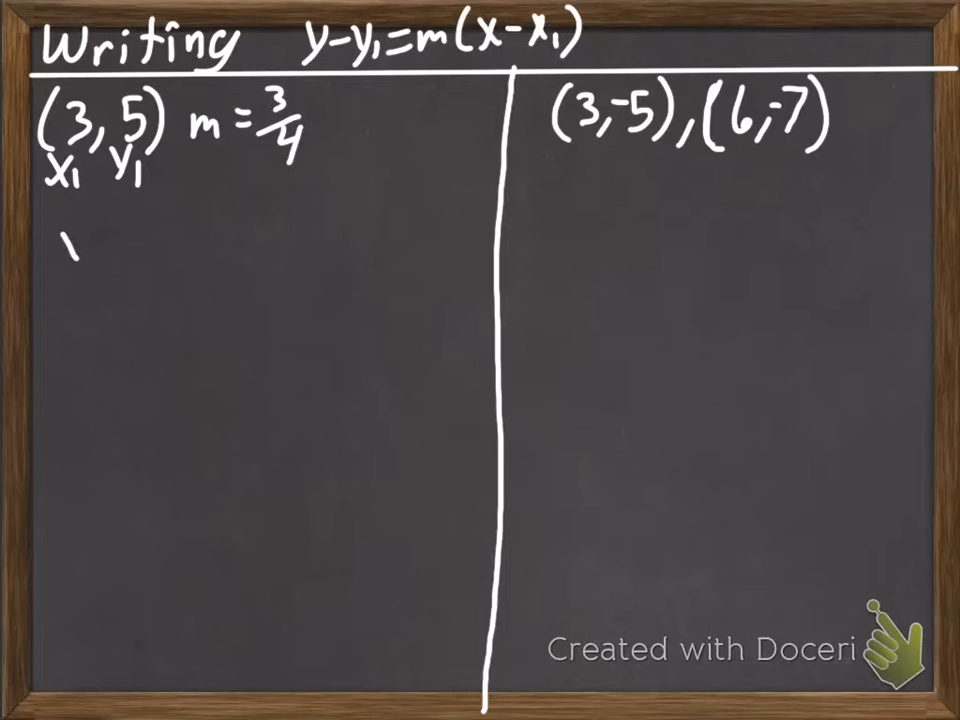 Writing y-y₁=m(x-x₁)
(3,5) m=3/4
x₁ y₁
(3,-5),(6,-7)
Created with Doceri